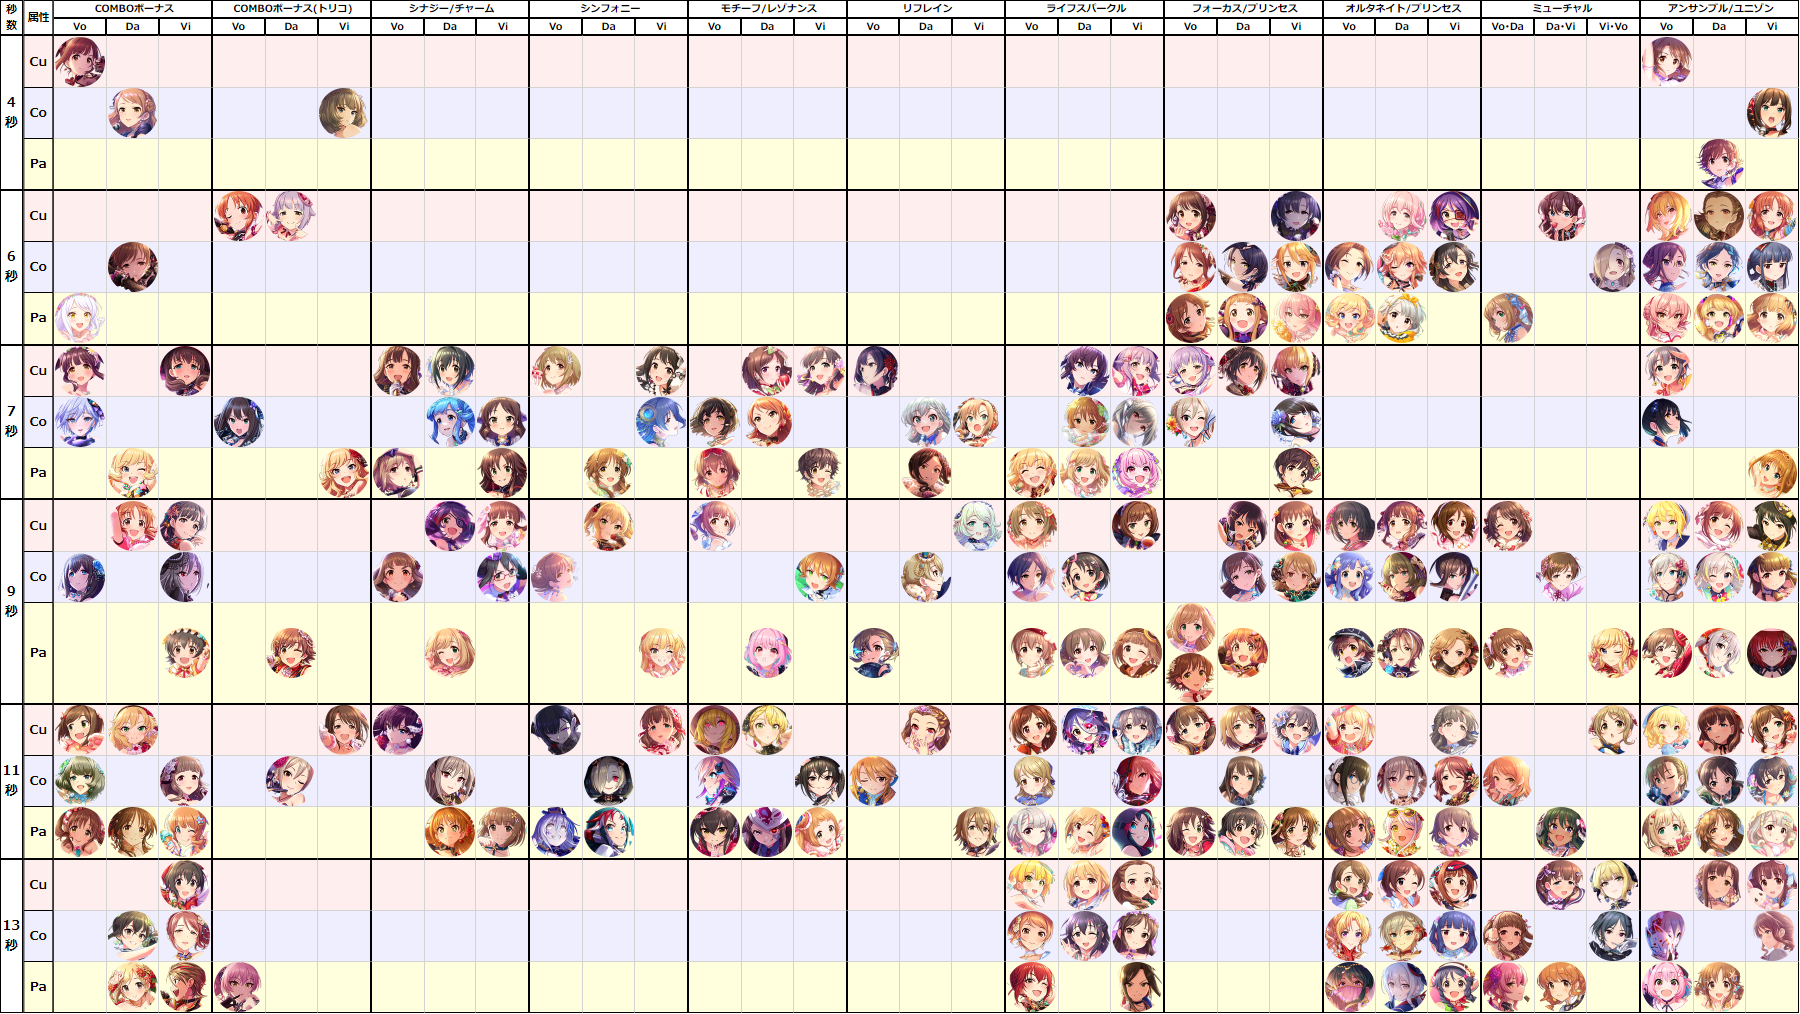 秒数 属性 COMBOボーナス COMBOボーナス(トリコ) シナジー/チャーム シンフォニー モチーフ/レゾナンス リフレイン ライフスパークル フォーカス/プリンセス オルタネイト/プリンセス ミューチャル アンサンブル/ユニゾン
Vo Da Vi Vo Da Vi Vo Da Vi Vo Da Vi Vo Da Vi Vo Da Vi Vo Da Vi Vo Da Vi Vo Da Vi Vo・Da Da・Vi Vi・Vo Vo Da Vi
4秒
Cu
Co
Pa
6秒
Cu
Co
Pa
7秒
Cu
Co
Pa
9秒
Cu
Co
Pa
11秒
Cu
Co
Pa
13秒
Cu
Co
Pa